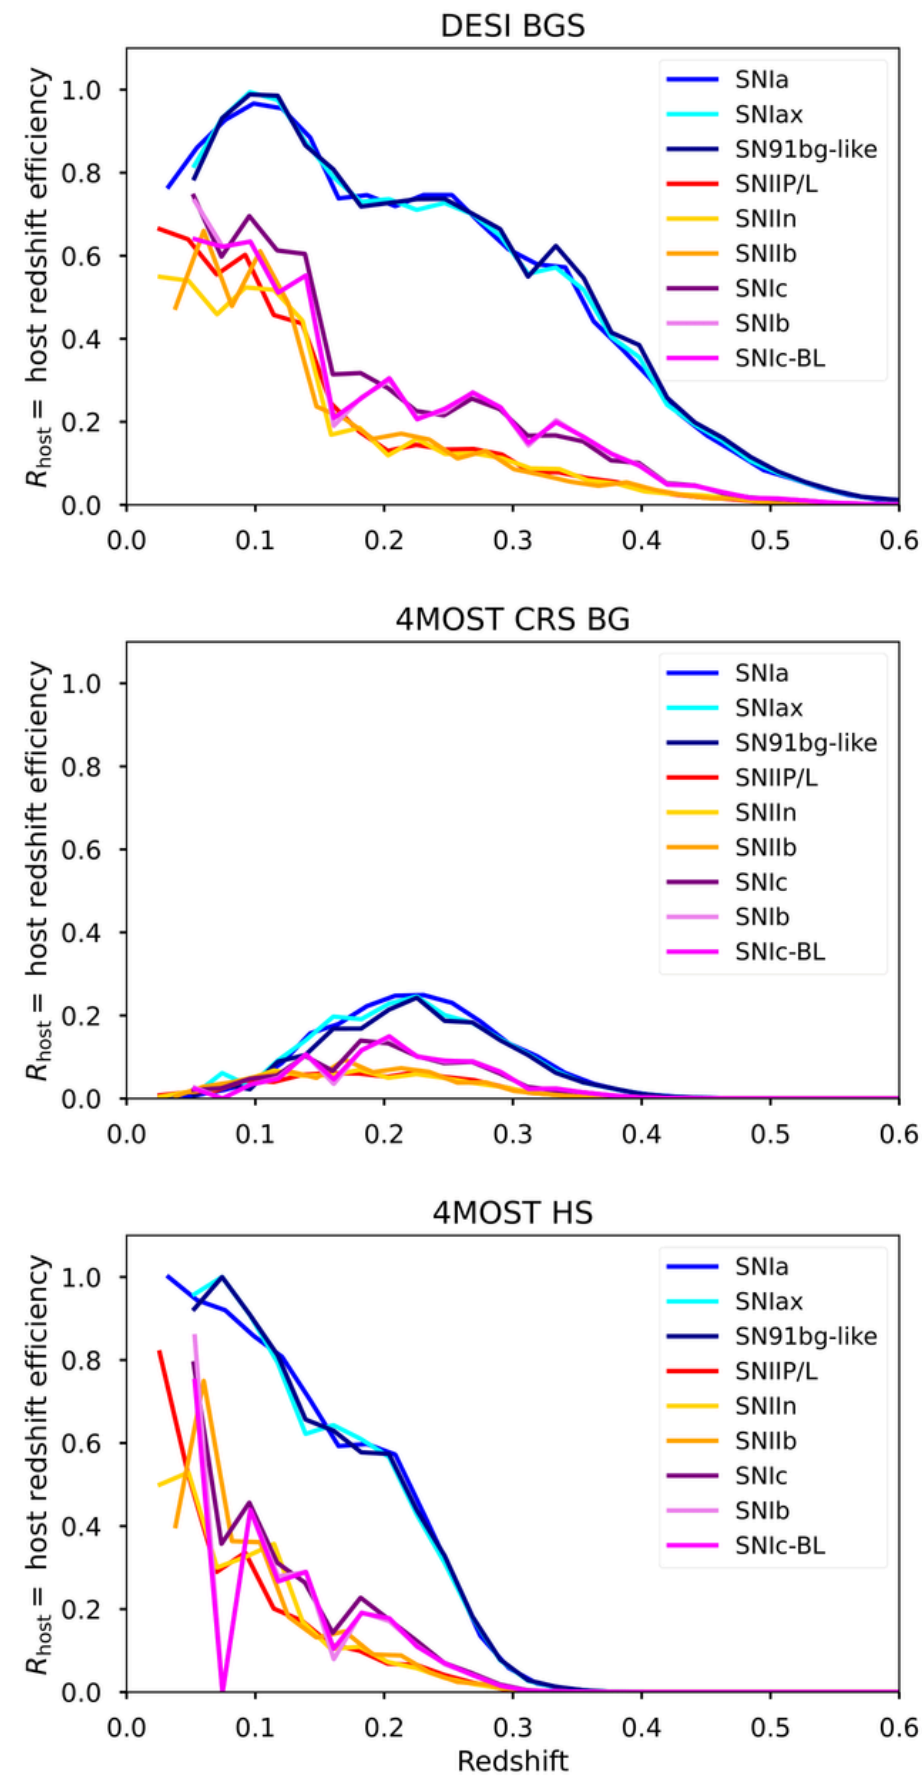 DESI BGS
R_host = host redshift efficiency
1.0
0.8
0.6
0.4
0.2
0.0
SNIa
SNIax
SN91bg-like
SNIIP/L
SNIIn
SNIIb
SNIc
SNIb
SNIc-BL
0.0 0.1 0.2 0.3 0.4 0.5 0.6
4MOST CRS BG
R_host = host redshift efficiency
1.0
0.8
0.6
0.4
0.2
0.0
SNIa
SNIax
SN91bg-like
SNIIP/L
SNIIn
SNIIb
SNIc
SNIb
SNIc-BL
0.0 0.1 0.2 0.3 0.4 0.5 0.6
4MOST HS
R_host = host redshift efficiency
1.0
0.8
0.6
0.4
0.2
0.0
SNIa
SNIax
SN91bg-like
SNIIP/L
SNIIn
SNIIb
SNIc
SNIb
SNIc-BL
0.0 0.1 0.2 0.3 0.4 0.5 0.6
Redshift